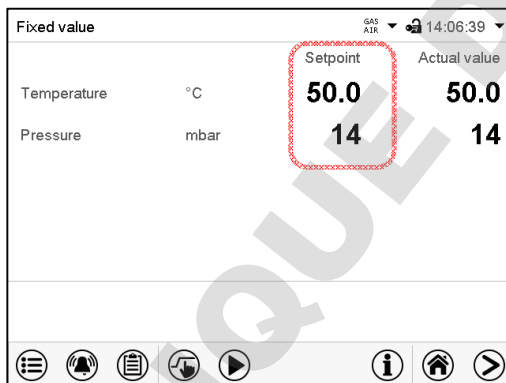 Fixed value GAS AIR 14:06:39
Setpoint Actual value
Temperature °C 50.0 50.0
Pressure mbar 14 14
i